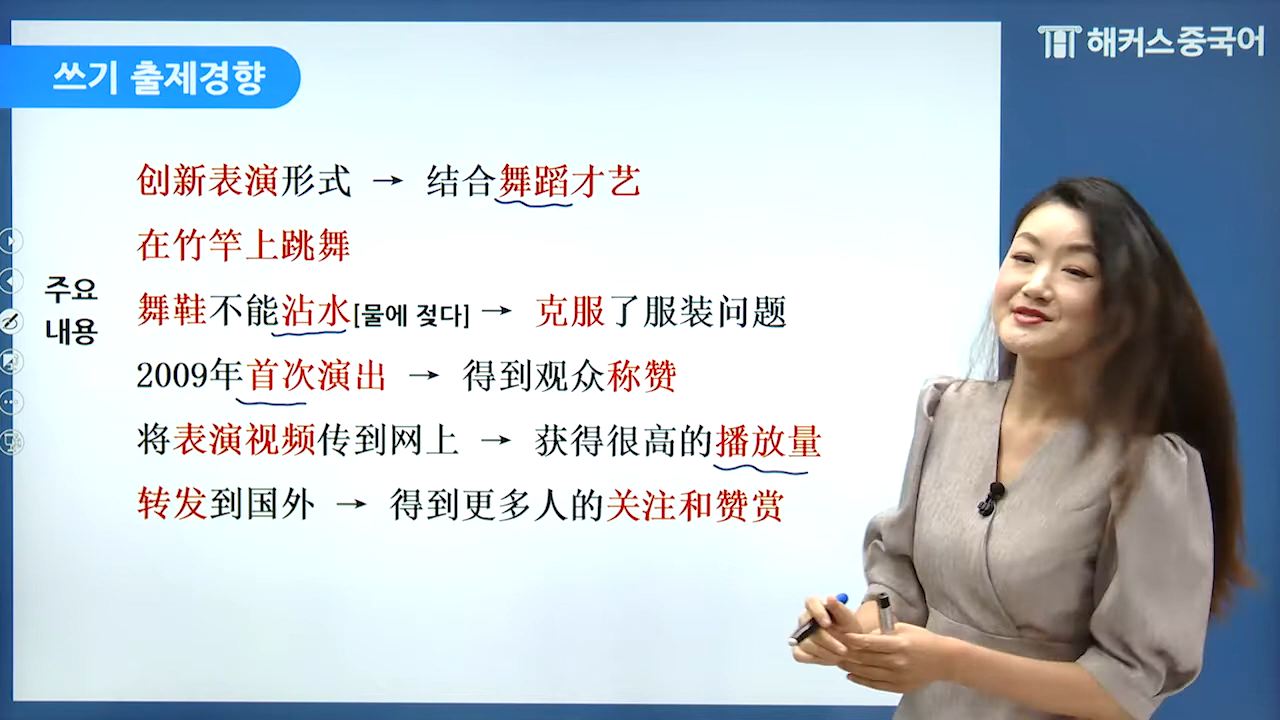 해커스중국어
쓰기 출제경향
创新表演形式 → 结合舞蹈才艺
在竹竿上跳舞
주요
내용
舞鞋不能沾水[물에 젖다] → 克服了服装问题
2009年首次演出 → 得到观众称赞
将表演视频传到网上 → 获得很高的播放量
转发到国外 → 得到更多人的关注和赞赏